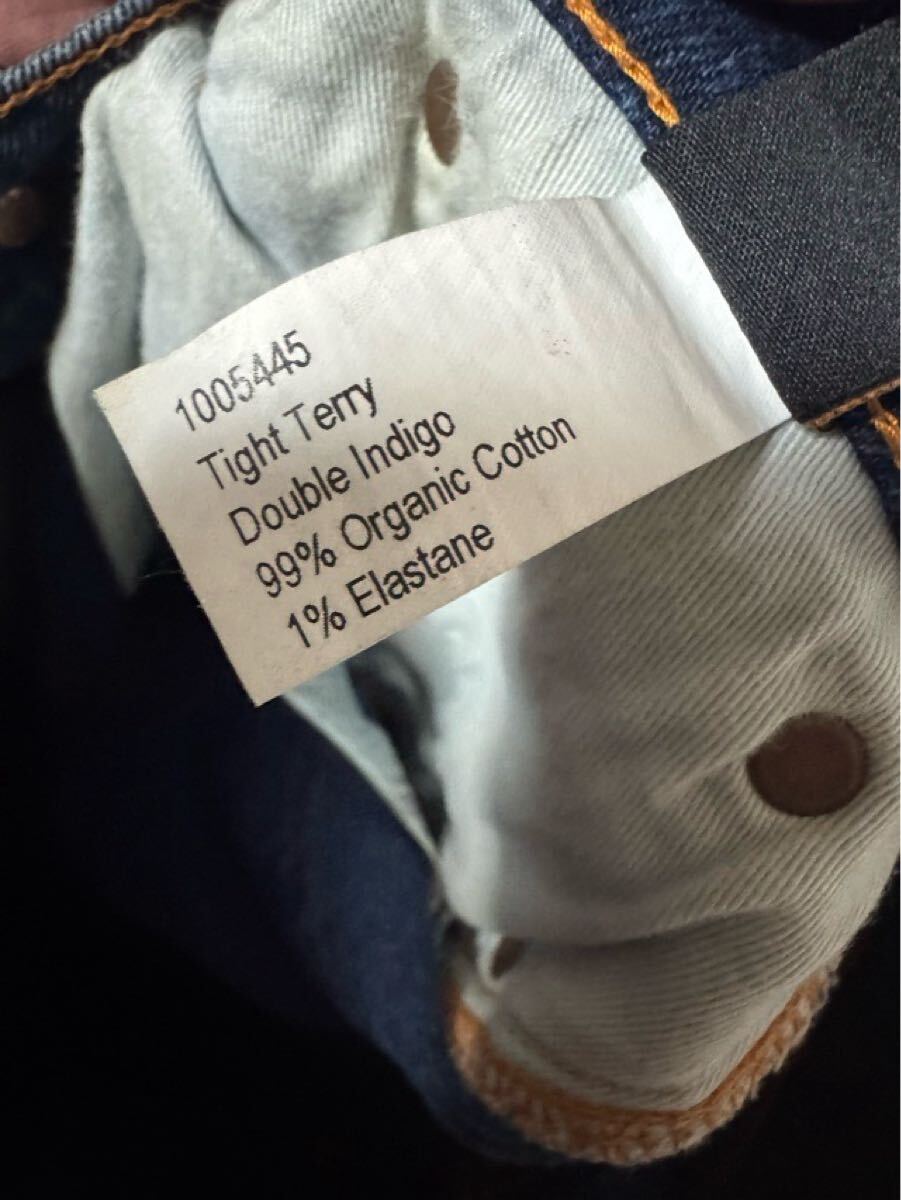 1005445
Tight Terry
Double Indigo
99% Organic Cotton
1% Elastane